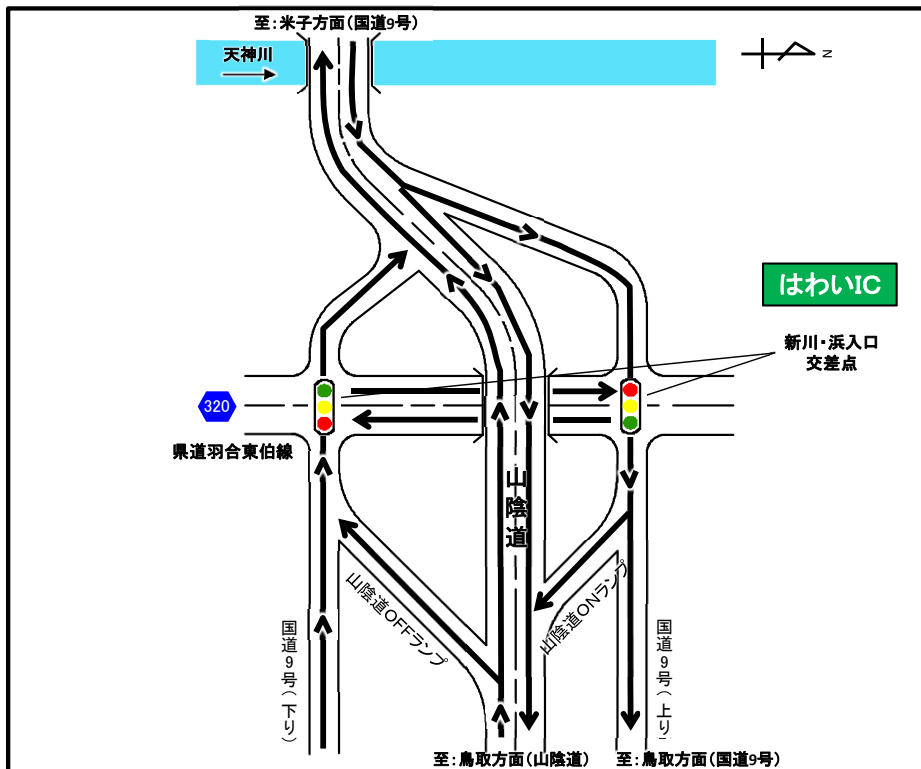 至：米子方面（国道9号）
天神川
N
はわいIC
新川・浜入口
交差点
320
県道羽合東伯線
山陰道
山陰道OFFランプ
山陰道ONランプ
国道9号（下り）
国道9号（上り）
至：鳥取方面（山陰道）
至：鳥取方面（国道9号）